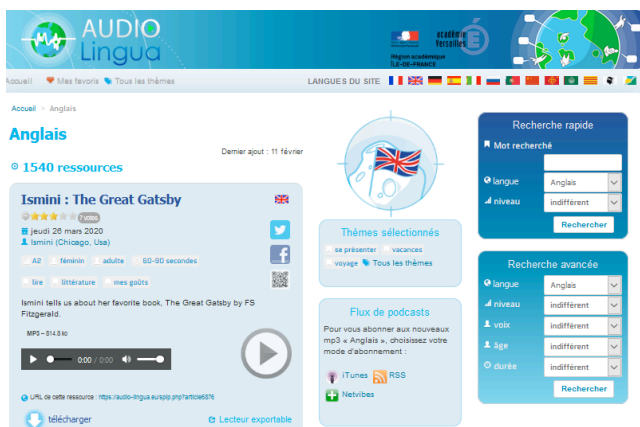 AUDIO
Lingua
académie
Versailles
Région académique
ÎLE-DE-FRANCE
Accueil Mes favoris Tous les thèmes
LANGUES DU SITE
Accueil > Anglais
Anglais
Dernier ajout : 11 février
1540 ressources
Ismini : The Great Gatsby
7 votes
jeudi 26 mars 2020
Ismini (Chicago, Usa)
A2 féminin adulte 60-90 secondes
lire littérature mes goûts
Ismini tells us about her favorite book, The Great Gatsby by FS
Fitzgerald.
MP3 – 514.5 ko
0:00 / 0:00
URL de cette ressource : https://audio-lingua.eu/spip.php?article6876
télécharger Lecteur exportable
Thèmes sélectionnés
se présenter vacances
voyage Tous les thèmes
Flux de podcasts
Pour vous abonner aux nouveaux
mp3 « Anglais », choisissez votre
mode d'abonnement :
iTunes RSS
Netvibes
Recherche rapide
Mot recherché
langue Anglais
niveau indifférent
Rechercher
Recherche avancée
langue Anglais
niveau indifférent
voix indifférent
âge indifférent
durée indifférent
Rechercher